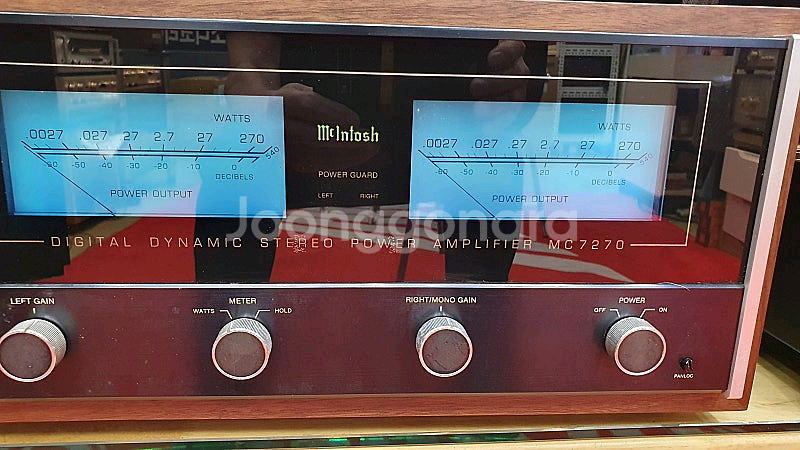 WATTS
.0027 .027 .27 2.7 27 270 540
-60 -50 -40 -30 -20 -10 0
DECIBELS
POWER OUTPUT
McIntosh
POWER GUARD
LEFT RIGHT
WATTS
.0027 .027 .27 2.7 27 270 540
-60 -50 -40 -30 -20 -10 0
DECIBELS
POWER OUTPUT
Joonggonara
DIGITAL DYNAMIC STEREO POWER AMPLIFIER MC7270
LEFT GAIN
METER
WATTS HOLD
RIGHT/MONO GAIN
POWER
OFF ON
PANLOC